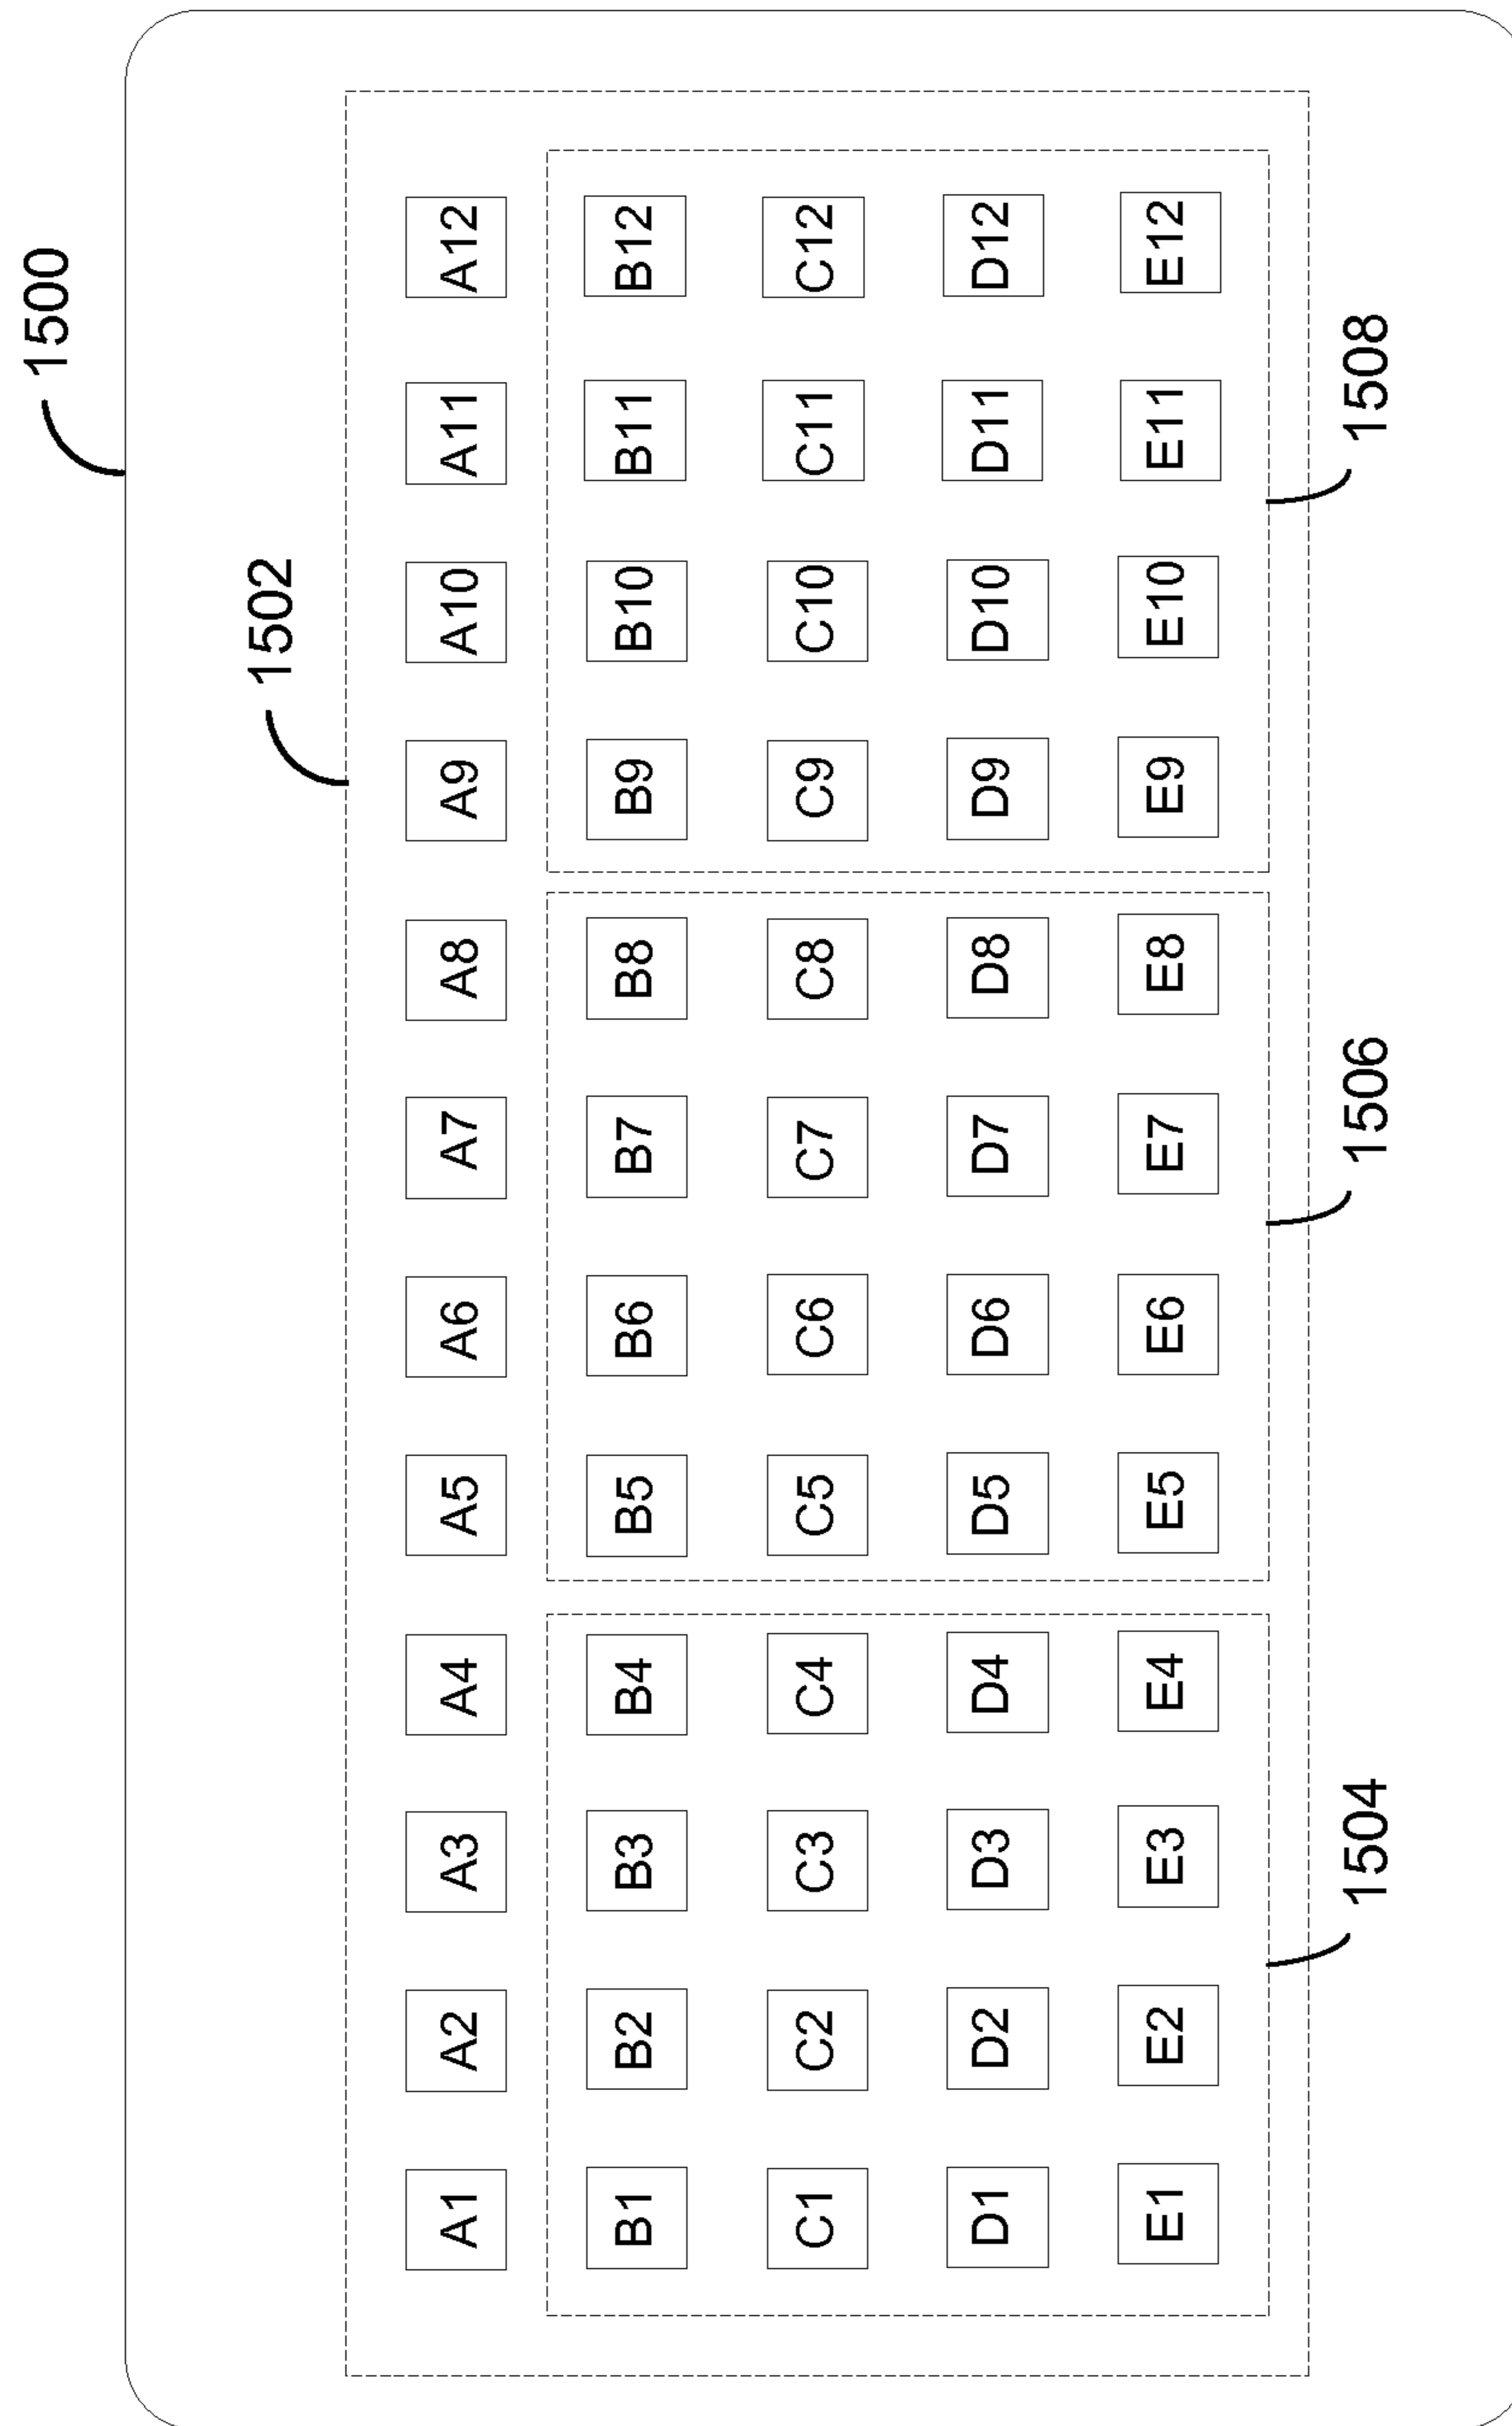 1500
1502
A1 A2 A3 A4 A5 A6 A7 A8 A9 A10 A11 A12
B1 B2 B3 B4 B5 B6 B7 B8 B9 B10 B11 B12
C1 C2 C3 C4 C5 C6 C7 C8 C9 C10 C11 C12
D1 D2 D3 D4 D5 D6 D7 D8 D9 D10 D11 D12
E1 E2 E3 E4 E5 E6 E7 E8 E9 E10 E11 E12
1504 1506 1508